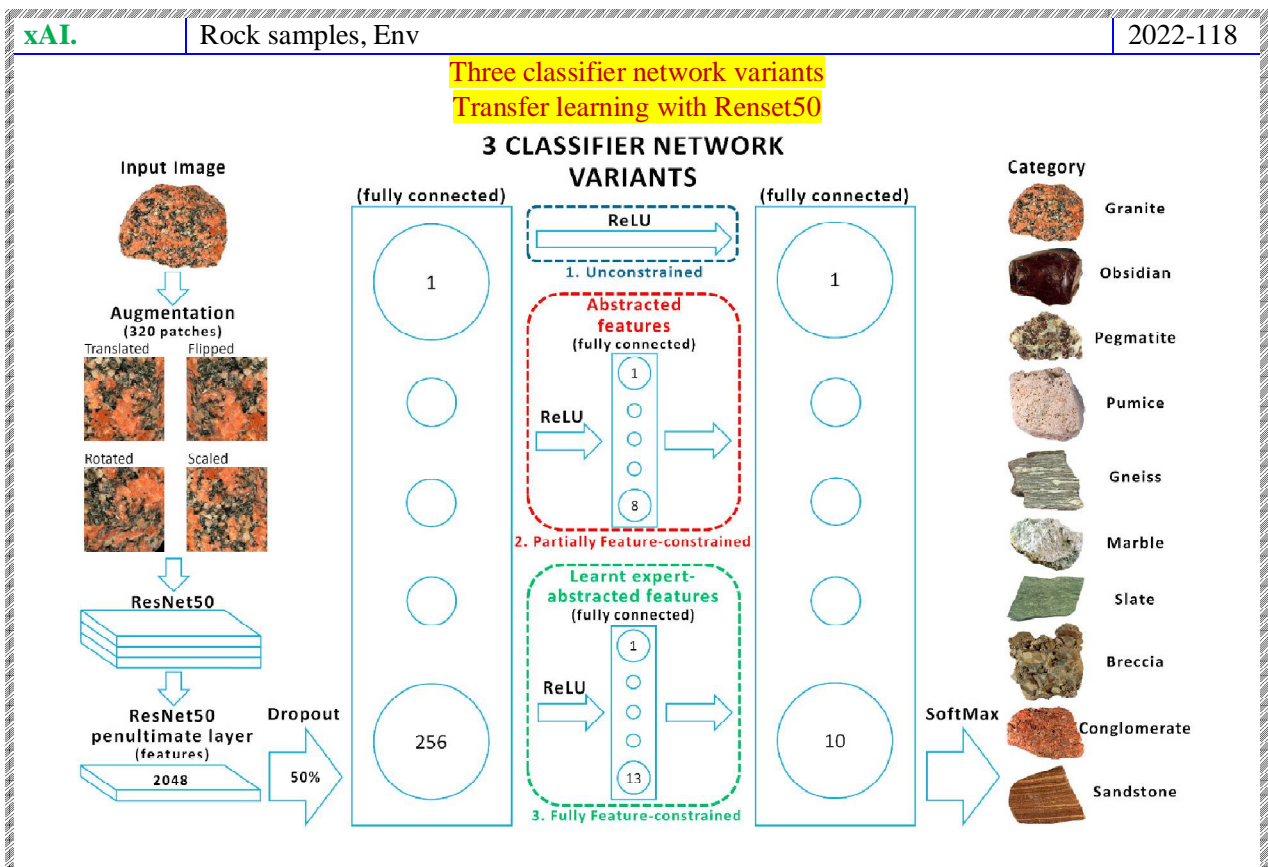 xAI. Rock samples, Env 2022-118
Three classifier network variants
Transfer learning with Renset50
3 CLASSIFIER NETWORK
VARIANTS
Input Image
Augmentation
(320 patches)
Translated Flipped
Rotated Scaled
ResNet50
ResNet50
penultimate layer
(features)
2048
Dropout
50%
(fully connected)
1
256
ReLU
1. Unconstrained
Abstracted
features
(fully connected)
1
ReLU
8
2. Partially Feature-constrained
Learnt expert-
abstracted features
(fully connected)
1
ReLU
13
3. Fully Feature-constrained
(fully connected)
1
10
SoftMax
Category
Granite
Obsidian
Pegmatite
Pumice
Gneiss
Marble
Slate
Breccia
Conglomerate
Sandstone